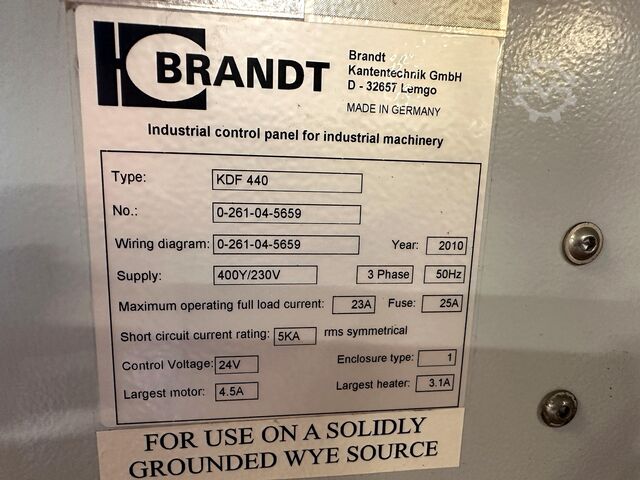 BRANDT
Brandt
Kantentechnik GmbH
D - 32657 Lemgo
MADE IN GERMANY
Industrial control panel for industrial machinery
Type: KDF 440
No.: 0-261-04-5659
Wiring diagram: 0-261-04-5659 Year: 2010
Supply: 400Y/230V 3 Phase 50Hz
Maximum operating full load current: 23A Fuse: 25A
Short circuit current rating: 5KA rms symmetrical
Control Voltage: 24V Enclosure type: 1
Largest motor: 4.5A Largest heater: 3.1A
FOR USE ON A SOLIDLY
GROUNDED WYE SOURCE